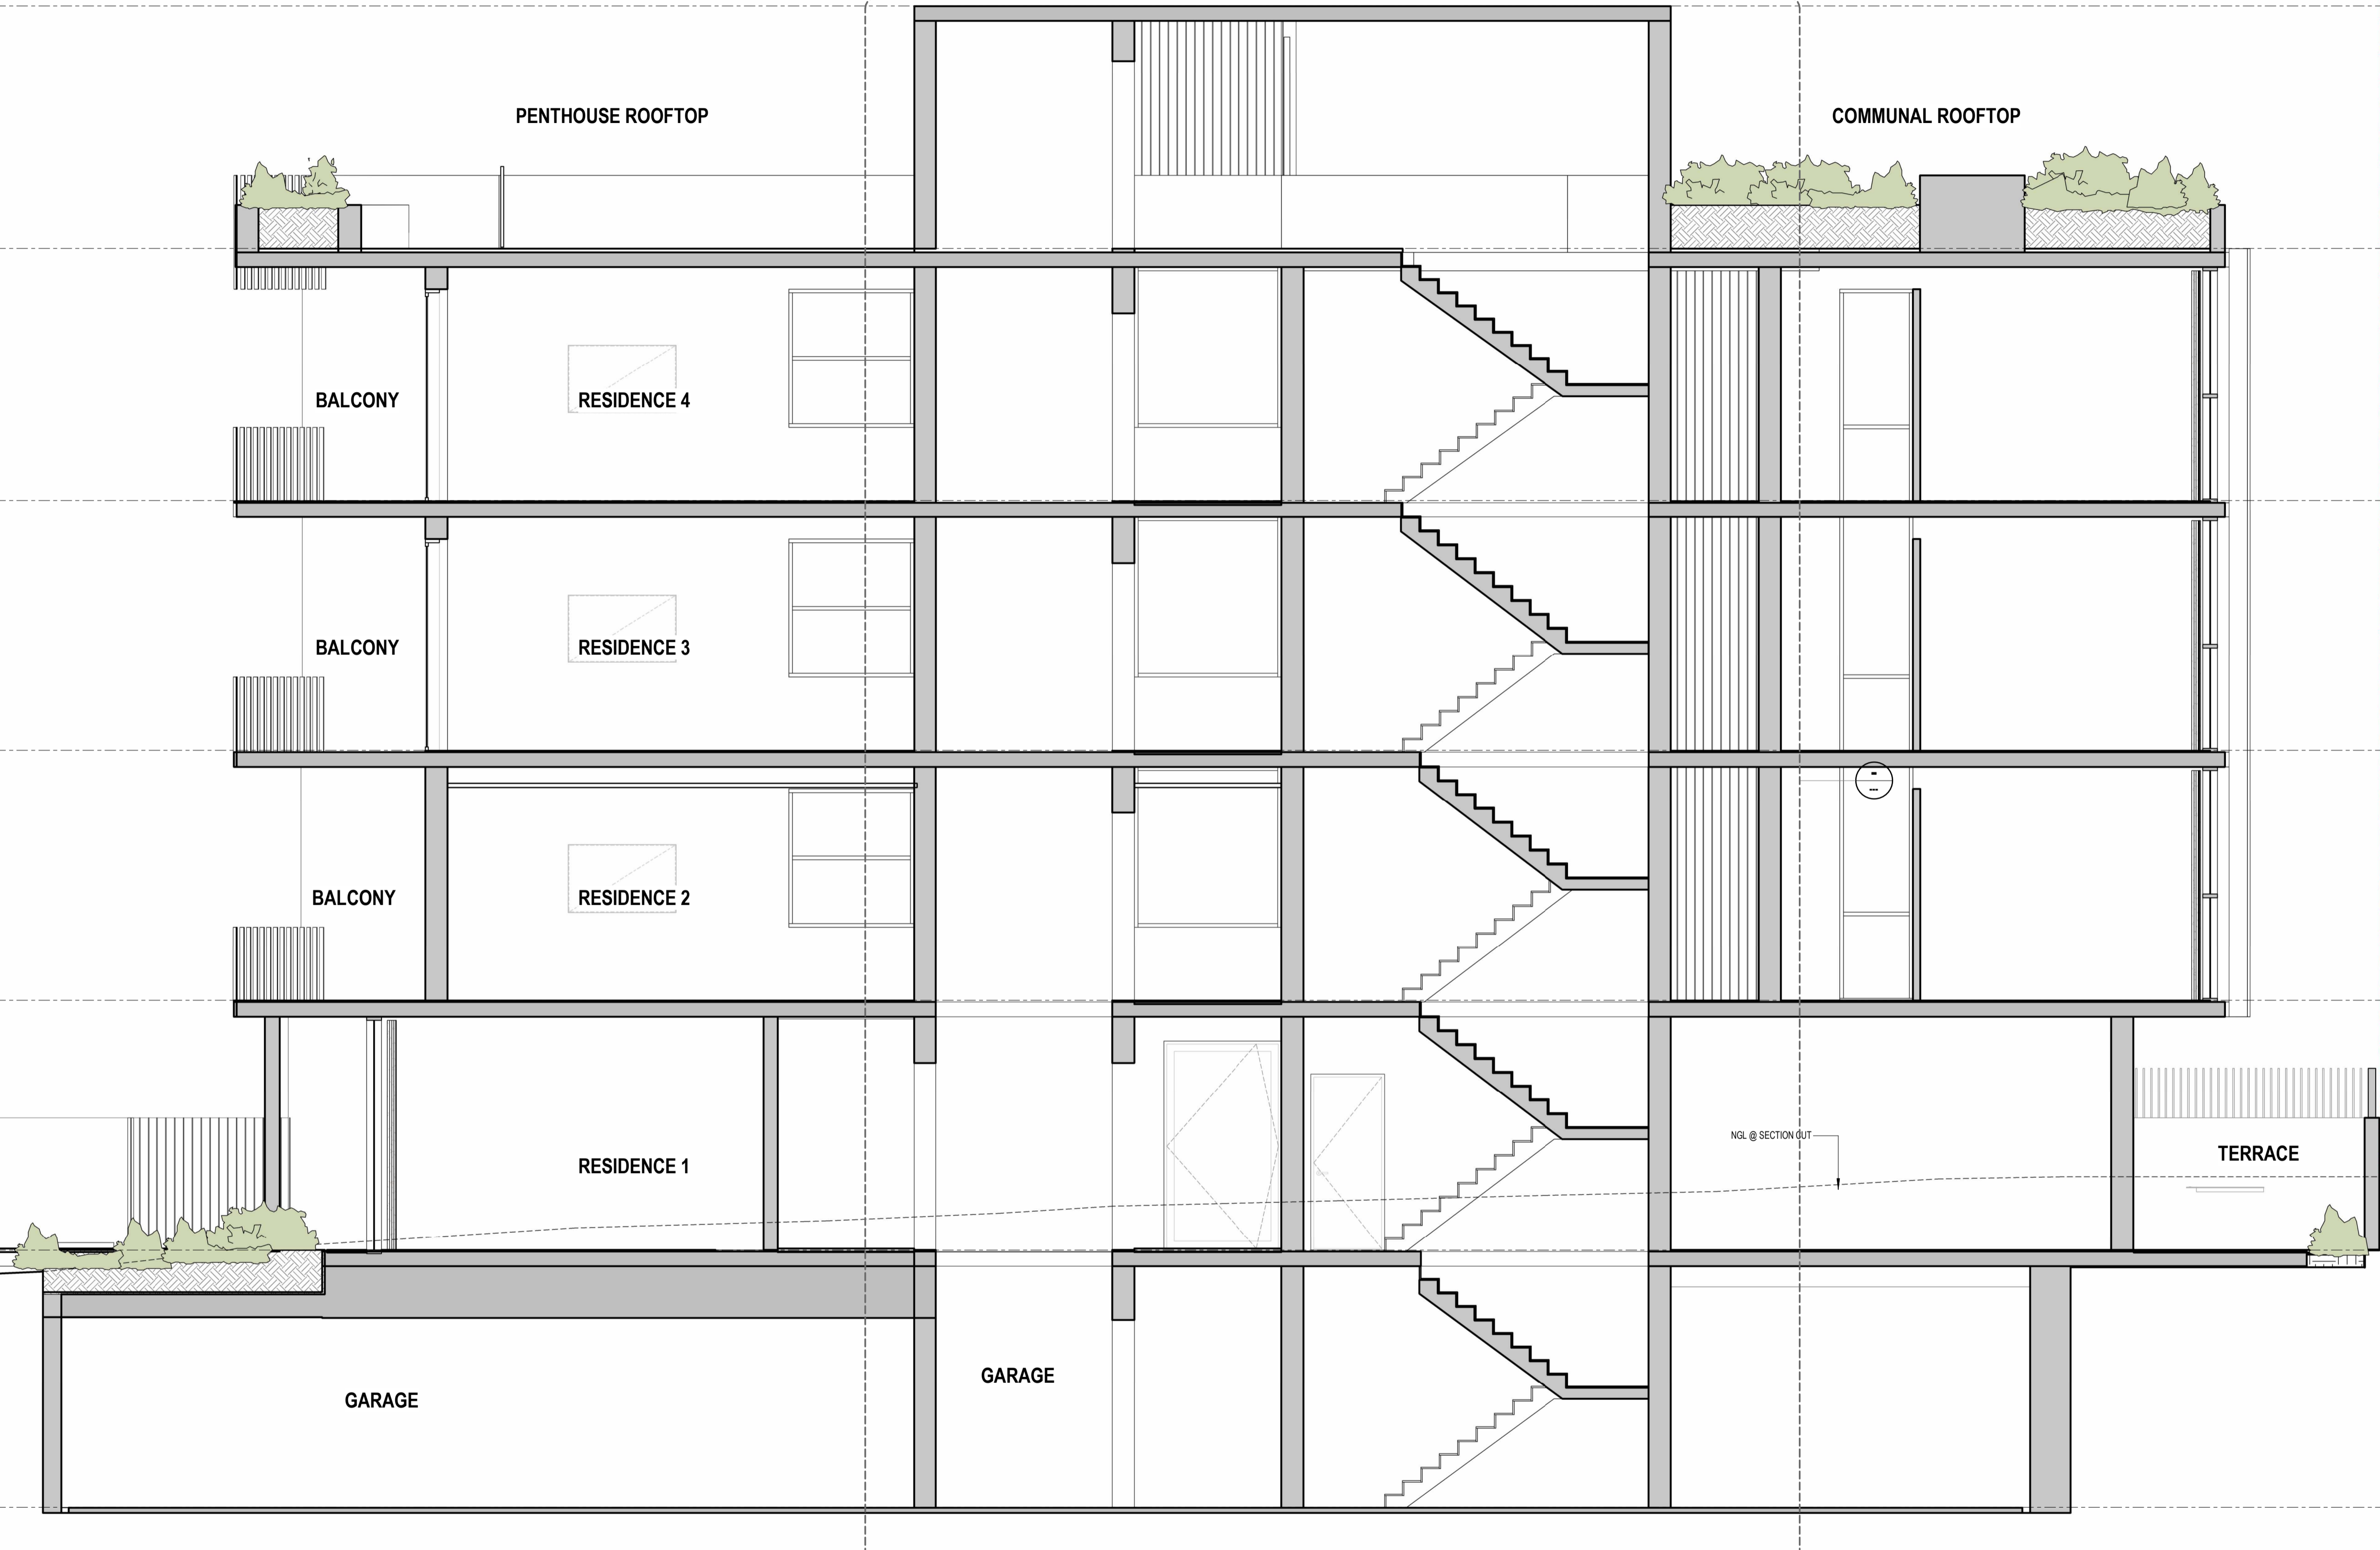 PENTHOUSE ROOFTOP
COMMUNAL ROOFTOP
BALCONY
RESIDENCE 4
BALCONY
RESIDENCE 3
BALCONY
RESIDENCE 2
NGL @ SECTION CUT
TERRACE
RESIDENCE 1
GARAGE
GARAGE